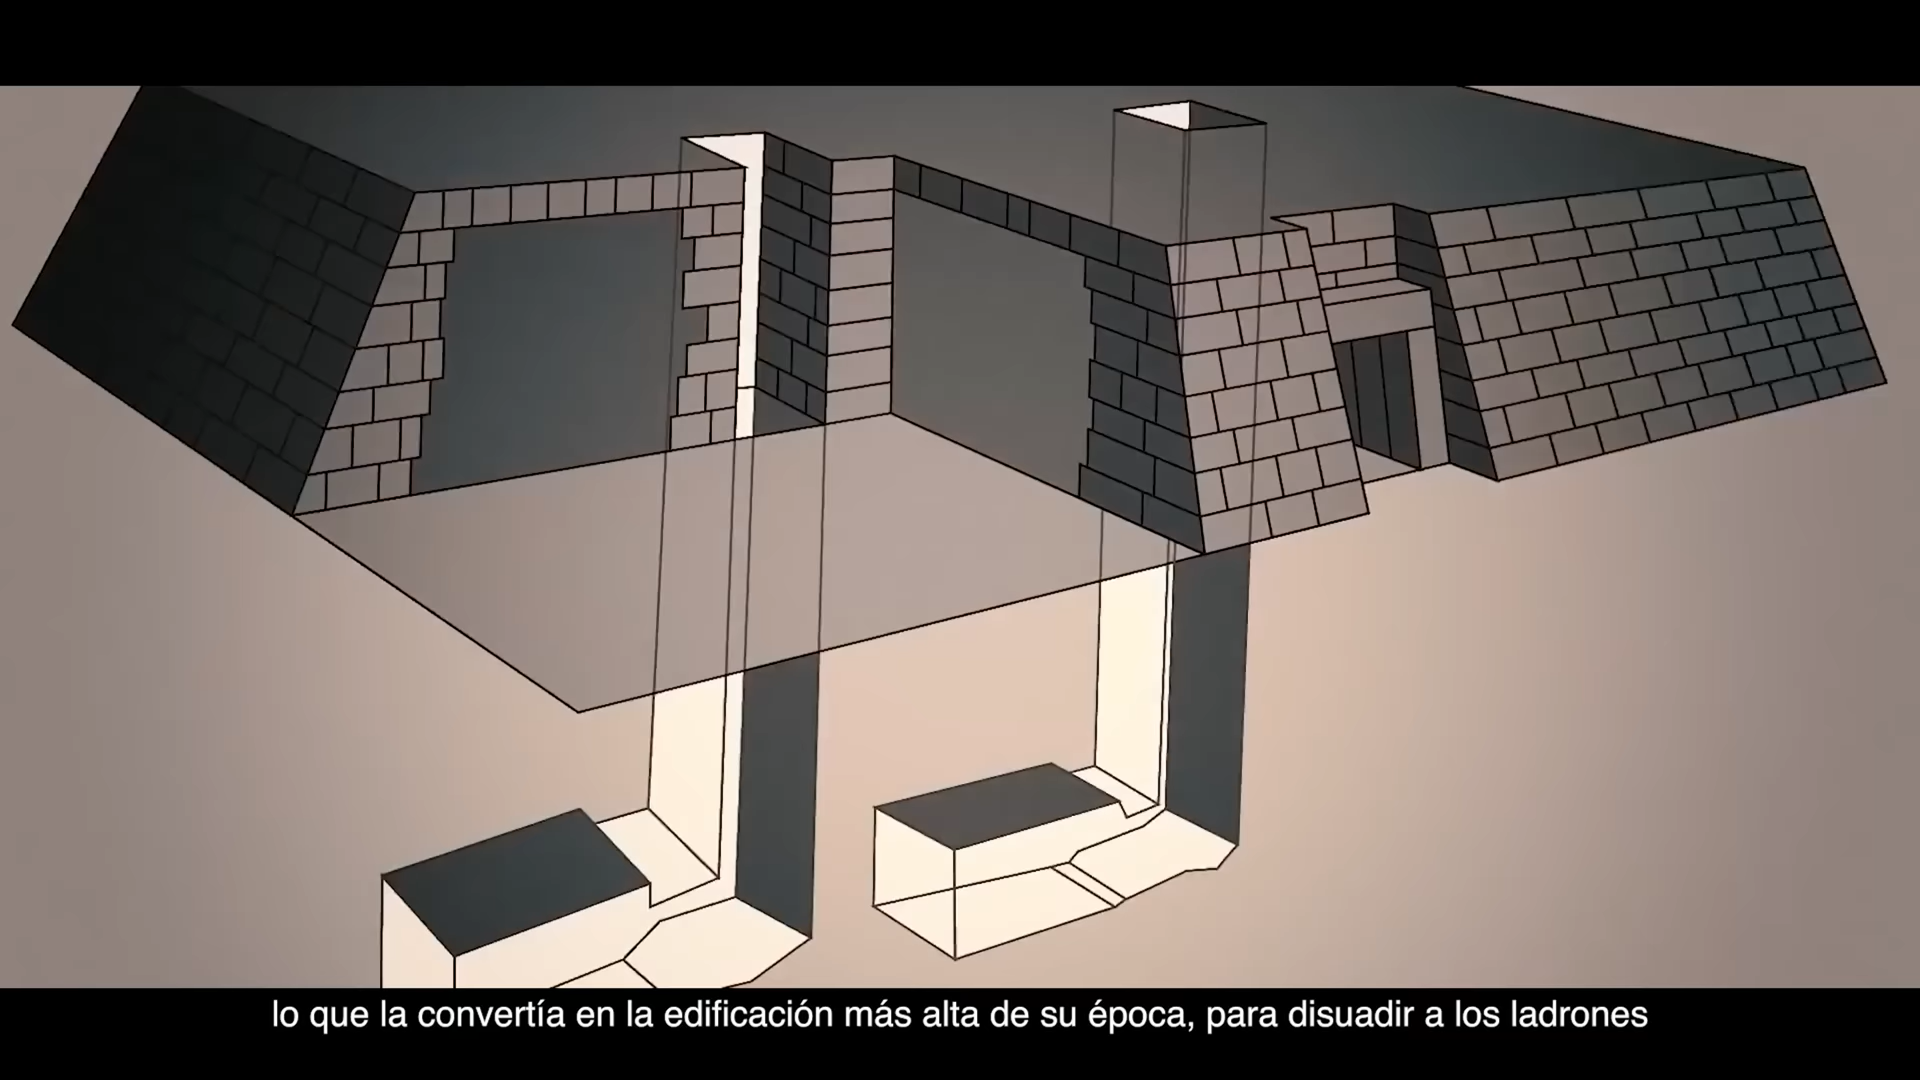 lo que la convertía en la edificación más alta de su época, para disuadir a los ladrones